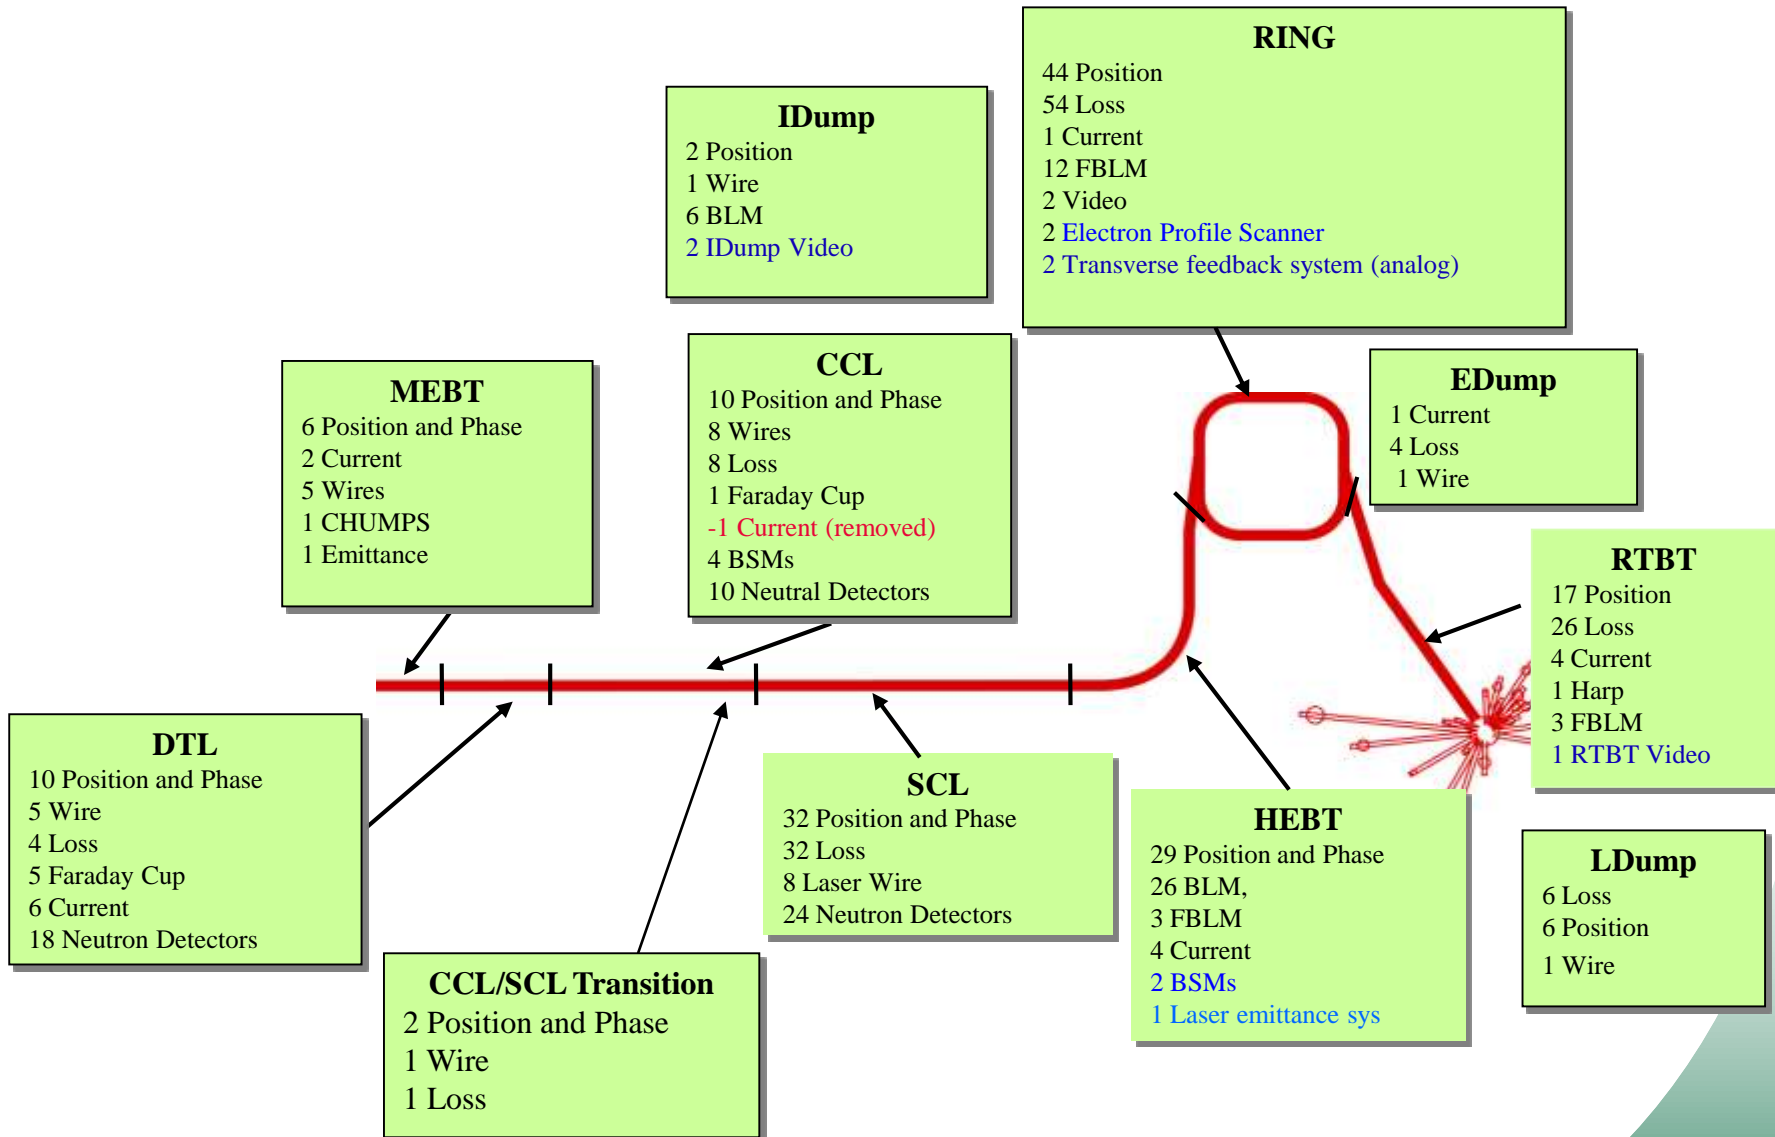 RING
44 Position
54 Loss
1 Current
12 FBLM
2 Video
2 Electron Profile Scanner
2 Transverse feedback system (analog)
IDump
2 Position
1 Wire
6 BLM
2 IDump Video
MEBT
6 Position and Phase
2 Current
5 Wires
1 CHUMPS
1 Emittance
CCL
10 Position and Phase
8 Wires
8 Loss
1 Faraday Cup
-1 Current (removed)
4 BSMs
10 Neutral Detectors
EDump
1 Current
4 Loss
1 Wire
RTBT
17 Position
26 Loss
4 Current
1 Harp
3 FBLM
1 RTBT Video
DTL
10 Position and Phase
5 Wire
4 Loss
5 Faraday Cup
6 Current
18 Neutron Detectors
CCL/SCL Transition
2 Position and Phase
1 Wire
1 Loss
SCL
32 Position and Phase
32 Loss
8 Laser Wire
24 Neutron Detectors
HEBT
29 Position and Phase
26 BLM,
3 FBLM
4 Current
2 BSMs
1 Laser emittance sys
LDump
6 Loss
6 Position
1 Wire